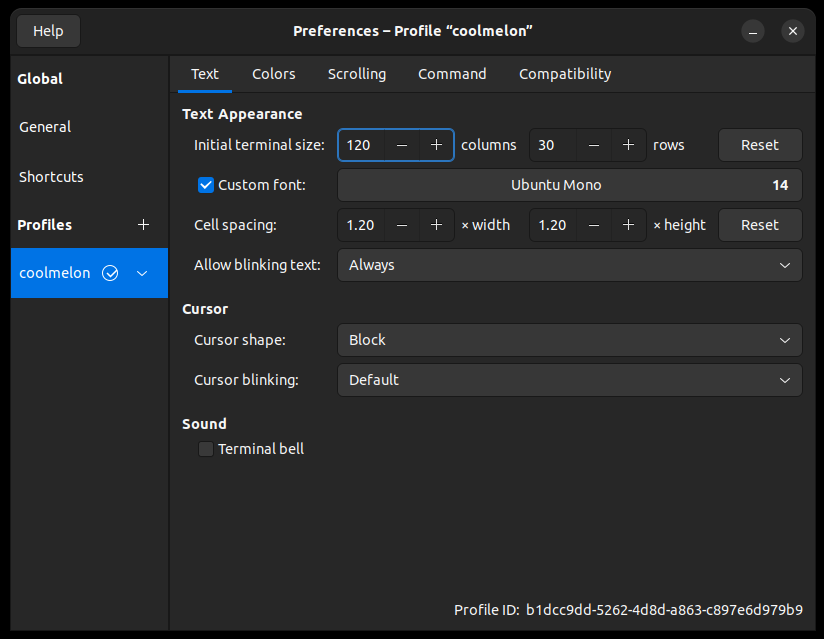 Help
Preferences – Profile “coolmelon”
Global
General
Shortcuts
Profiles
coolmelon
Text Colors Scrolling Command Compatibility
Text Appearance
Initial terminal size: 120 columns 30 rows Reset
Custom font: Ubuntu Mono 14
Cell spacing: 1.20 × width 1.20 × height Reset
Allow blinking text: Always
Cursor
Cursor shape: Block
Cursor blinking: Default
Sound
Terminal bell
Profile ID: b1dcc9dd-5262-4d8d-a863-c897e6d979b9